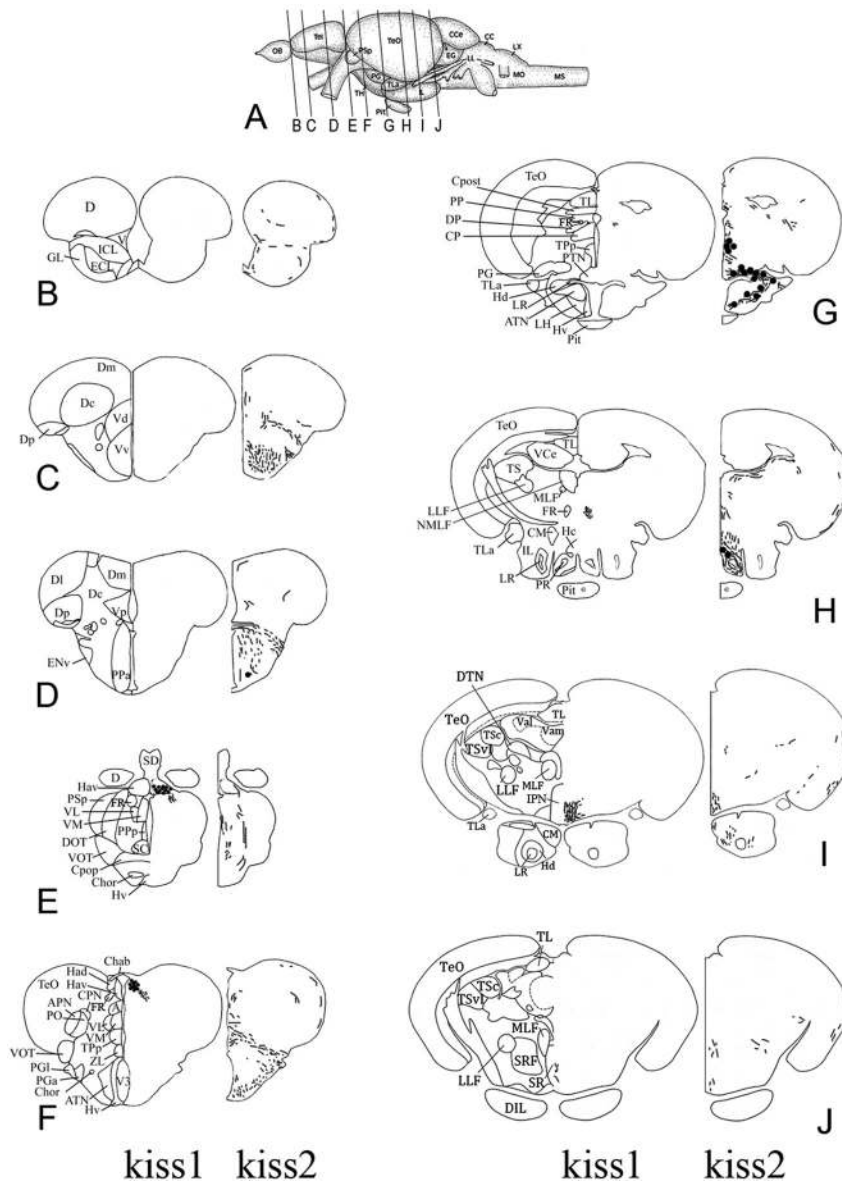 OB
Tel
PSp
TeO
CCe
CC
EG
LL
LX
MO
MS
TH
PG
TLa
IL
Pit
A
B C D E F G H I J
D
V
GL
ICL
ECL
B
Dm
Dc
Vd
Dp
Vv
C
Dl
Dm
Dc
Dp
Vp
ENv
PPa
D
SD
D
Hav
PSp
FR
VL
VM
PPp
DOT
VOT
SC
Cpop
Chor
Hv
E
Chab
Had
Hav
TeO
CPN
APN
FR
PO
VL
VM
VOT
TPp
ZL
PGl
PGa
Chor
V3
ATN
Hv
F
kiss1 kiss2
TeO
Cpost
TL
PP
DP
FR
CP
TPp
PTN
PG
TLa
Hd
LR
ATN
LH
Hv
Pit
G
TeO
TL
VCe
TS
LLF
MLF
NMLF
FR
CM
Hc
TLa
IL
LR
PR
Pit
H
DTN
TeO
Val
TL
TSc
Vam
TSvl
MLF
LLF
IPN
TLa
CM
LR
Hd
I
TL
TeO
TSc
TSvl
MLF
LLF
SRF
SR
DIL
J
kiss1 kiss2